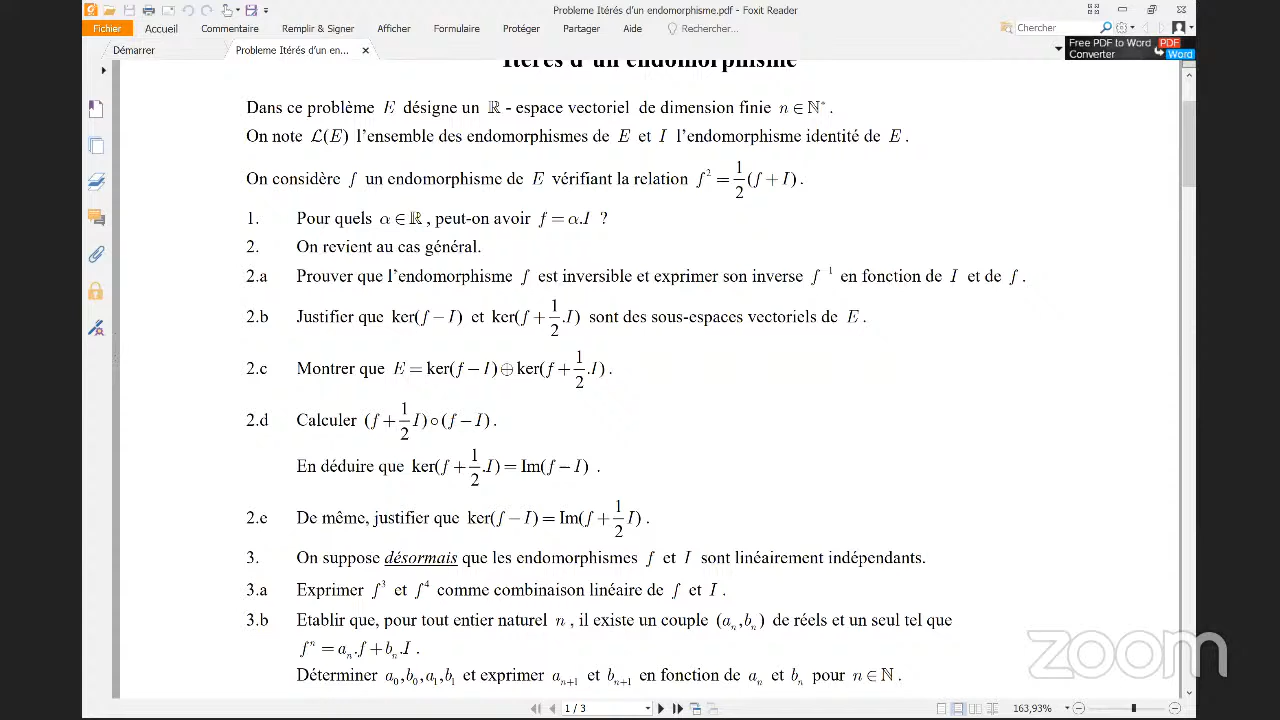 Probleme Itérés d'un endomorphisme.pdf - Foxit Reader
Fichier Accueil Commentaire Remplir & Signer Afficher Formulaire Protéger Partager Aide Rechercher... Chercher
Démarrer Probleme Itérés d'un en... Free PDF to Word Converter PDF Word
Itérés d'un endomorphisme
Dans ce problème E désigne un ℝ - espace vectoriel de dimension finie n ∈ ℕ*.
On note ℒ(E) l'ensemble des endomorphismes de E et I l'endomorphisme identité de E.
On considère f un endomorphisme de E vérifiant la relation f² = 1/2 (f + I).
1. Pour quels α ∈ ℝ, peut-on avoir f = α.I ?
2. On revient au cas général.
2.a Prouver que l'endomorphisme f est inversible et exprimer son inverse f⁻¹ en fonction de I et de f.
2.b Justifier que ker(f − I) et ker(f + 1/2 .I) sont des sous-espaces vectoriels de E.
2.c Montrer que E = ker(f − I) ⊕ ker(f + 1/2 .I).
2.d Calculer (f + 1/2 I) ∘ (f − I).
En déduire que ker(f + 1/2 .I) = Im(f − I) .
2.e De même, justifier que ker(f − I) = Im(f + 1/2 I).
3. On suppose désormais que les endomorphismes f et I sont linéairement indépendants.
3.a Exprimer f³ et f⁴ comme combinaison linéaire de f et I.
3.b Etablir que, pour tout entier naturel n, il existe un couple (aₙ,bₙ) de réels et un seul tel que
fⁿ = aₙ.f + bₙ.I.
Déterminer a₀,b₀,a₁,b₁ et exprimer aₙ₊₁ et bₙ₊₁ en fonction de aₙ et bₙ pour n ∈ ℕ.
zoom
1 / 3 163,93%